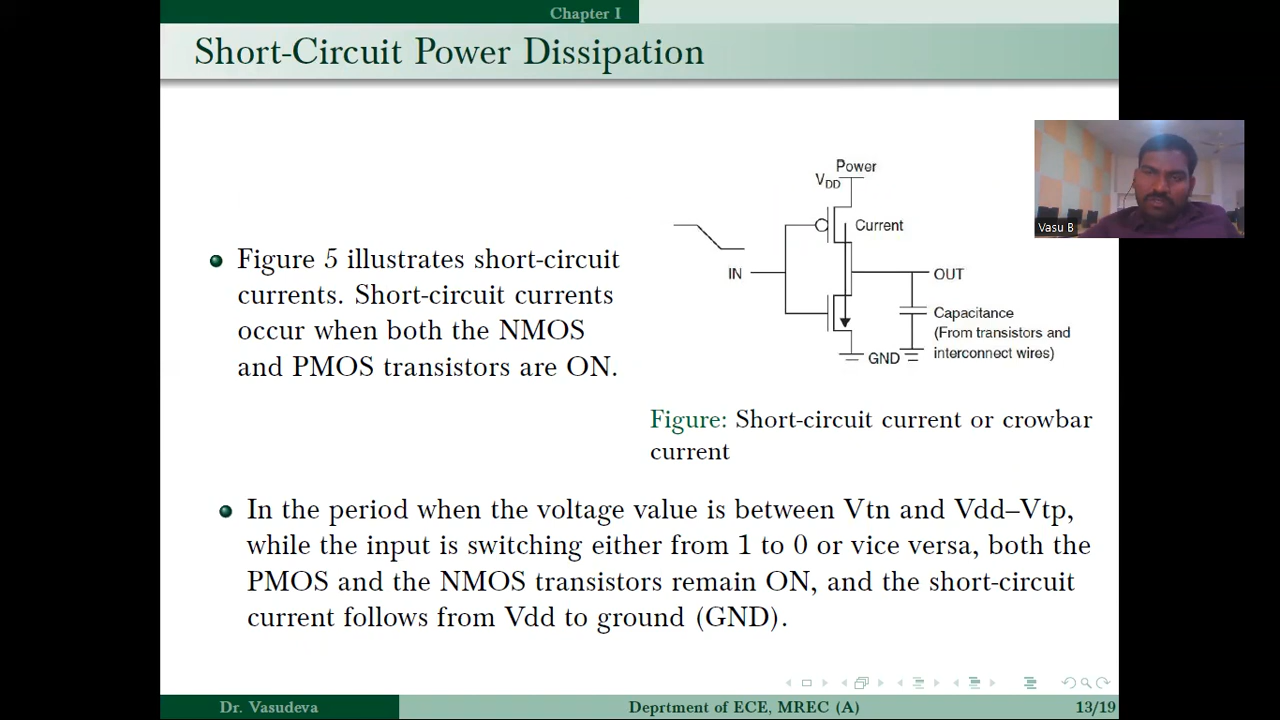 Chapter I
Short-Circuit Power Dissipation
Figure 5 illustrates short-circuit
currents. Short-circuit currents
occur when both the NMOS
and PMOS transistors are ON.
Power
VDD
Current
IN
OUT
Capacitance
(From transistors and
interconnect wires)
GND
Figure: Short-circuit current or crowbar
current
Vasu B
In the period when the voltage value is between Vtn and Vdd–Vtp,
while the input is switching either from 1 to 0 or vice versa, both the
PMOS and the NMOS transistors remain ON, and the short-circuit
current follows from Vdd to ground (GND).
Dr. Vasudeva
Deprtment of ECE, MREC (A)
13/19